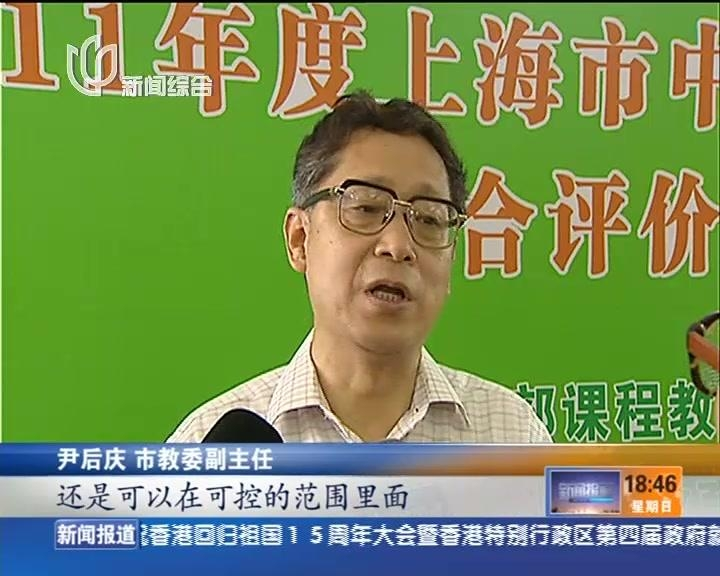 11年度上海市中
新闻综合
合评价
部课程教
尹后庆 市教委副主任
还是可以在可控的范围里面
新闻报道
18:46
星期日
新闻报道
祝香港回归祖国15周年大会暨香港特别行政区第四届政府就